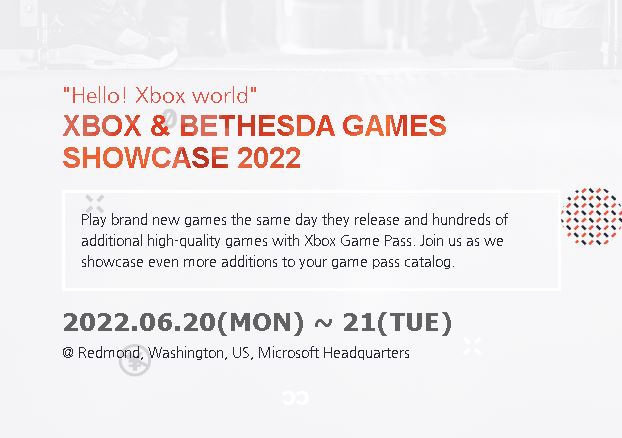 "Hello! Xbox world"
XBOX & BETHESDA GAMES
SHOWCASE 2022
Play brand new games the same day they release and hundreds of
additional high-quality games with Xbox Game Pass. Join us as we
showcase even more additions to your game pass catalog.
2022.06.20(MON) ~ 21(TUE)
@ Redmond, Washington, US, Microsoft Headquarters